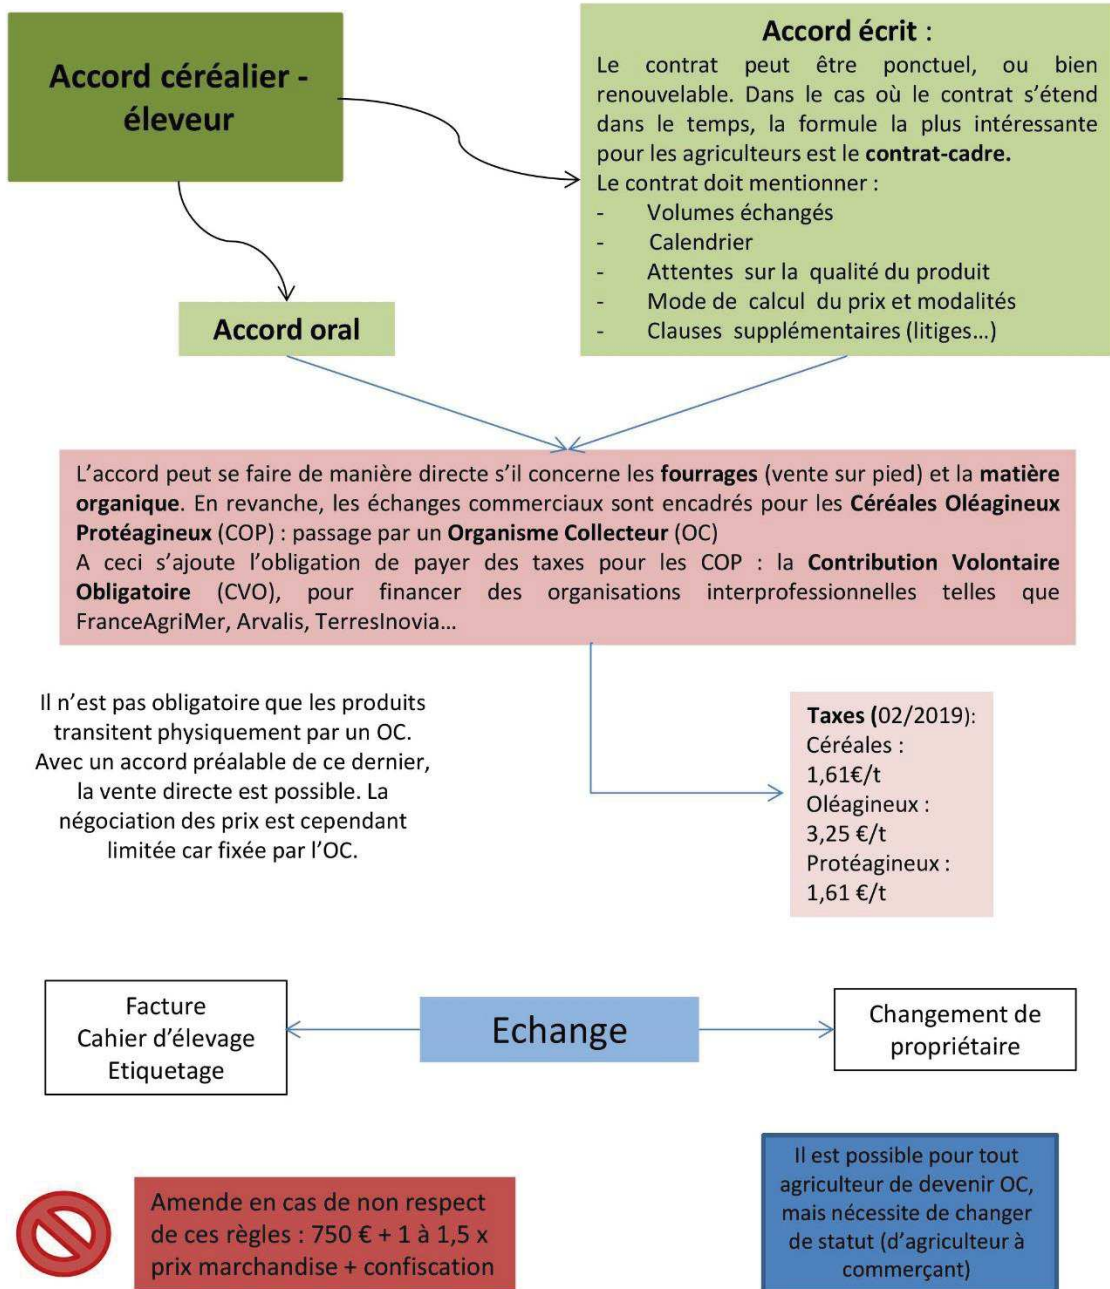 Accord céréalier -
éleveur
Accord écrit :
Le contrat peut être ponctuel, ou bien
renouvelable. Dans le cas où le contrat s'étend
dans le temps, la formule la plus intéressante
pour les agriculteurs est le contrat-cadre.
Le contrat doit mentionner :
- Volumes échangés
- Calendrier
- Attentes sur la qualité du produit
- Mode de calcul du prix et modalités
- Clauses supplémentaires (litiges…)
Accord oral
L'accord peut se faire de manière directe s'il concerne les fourrages (vente sur pied) et la matière
organique. En revanche, les échanges commerciaux sont encadrés pour les Céréales Oléagineux
Protéagineux (COP) : passage par un Organisme Collecteur (OC)
A ceci s'ajoute l'obligation de payer des taxes pour les COP : la Contribution Volontaire
Obligatoire (CVO), pour financer des organisations interprofessionnelles telles que
FranceAgriMer, Arvalis, TerresInovia…
Il n'est pas obligatoire que les produits
transitent physiquement par un OC.
Avec un accord préalable de ce dernier,
la vente directe est possible. La
négociation des prix est cependant
limitée car fixée par l'OC.
Taxes (02/2019):
Céréales :
1,61€/t
Oléagineux :
3,25 €/t
Protéagineux :
1,61 €/t
Facture
Cahier d'élevage
Etiquetage
Echange
Changement de
propriétaire
Amende en cas de non respect
de ces règles : 750 € + 1 à 1,5 x
prix marchandise + confiscation
Il est possible pour tout
agriculteur de devenir OC,
mais nécessite de changer
de statut (d'agriculteur à
commerçant)